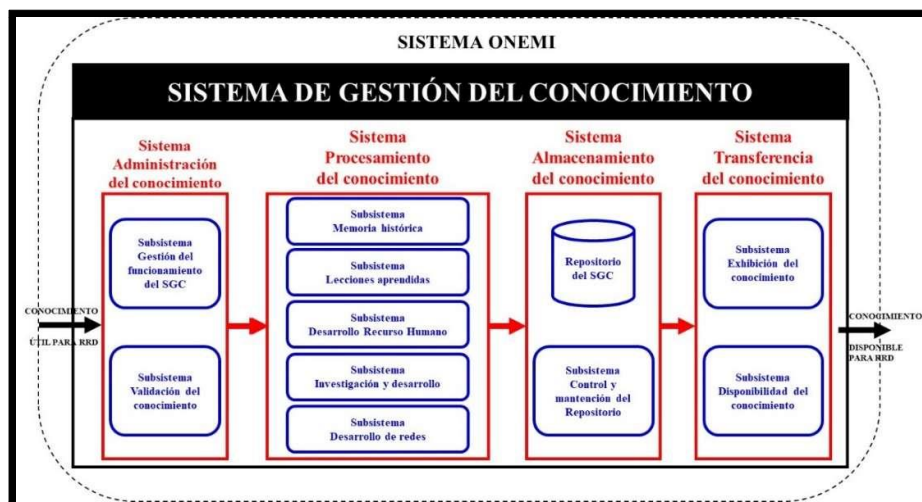 SISTEMA ONEMI
SISTEMA DE GESTIÓN DEL CONOCIMIENTO
Sistema
Administración
del conocimiento
Subsistema
Gestión del
funcionamiento
del SGC
Subsistema
Validación del
conocimiento
Sistema
Procesamiento
del conocimiento
Subsistema
Memoria histórica
Subsistema
Lecciones aprendidas
Subsistema
Desarrollo Recurso Humano
Subsistema
Investigación y desarrollo
Subsistema
Desarrollo de redes
Sistema
Almacenamiento
del conocimiento
Repositorio
del SGC
Subsistema
Control y
mantención del
Repositorio
Sistema
Transferencia
del conocimiento
Subsistema
Exhibición del
conocimiento
Subsistema
Disponibilidad del
conocimiento
CONOCIMIENTO
ÚTIL PARA RRD
CONOCIMIENTO
DISPONIBLE
PARA RRD